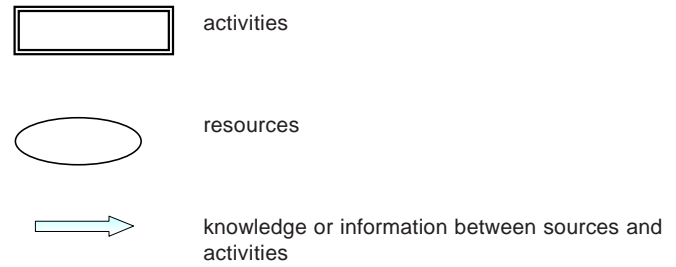 activities
resources
knowledge or information between sources and
activities